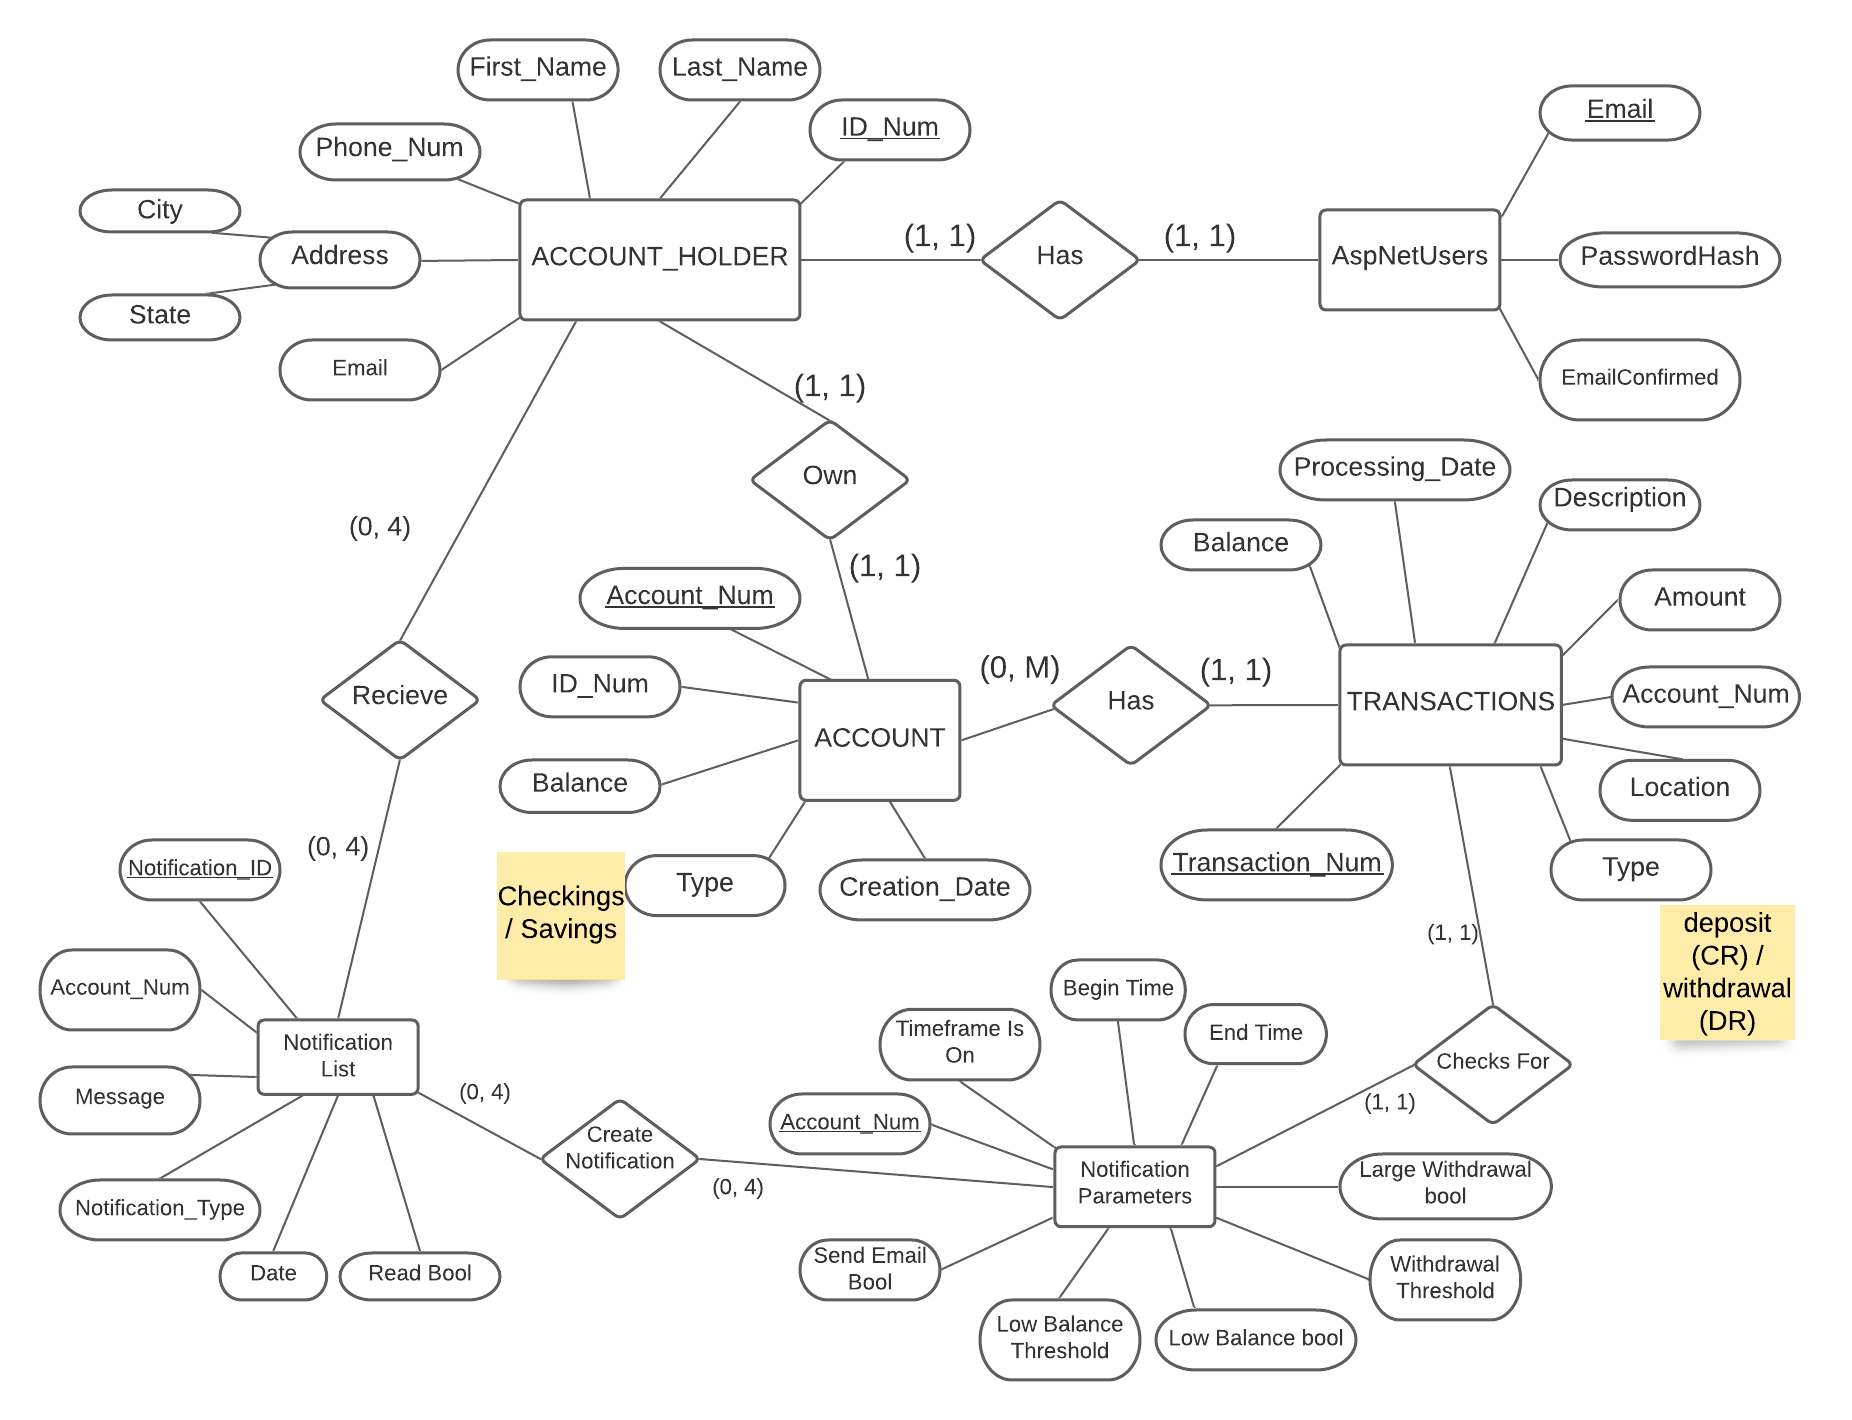 First_Name
Last_Name
ID_Num
Email
Phone_Num
City
Address
State
Email
ACCOUNT_HOLDER
(1, 1)
Has
(1, 1)
AspNetUsers
PasswordHash
EmailConfirmed
(1, 1)
Own
(1, 1)
(0, 4)
Recieve
(0, 4)
Processing_Date
Description
Balance
Amount
Account_Num
Location
Type
Transaction_Num
TRANSACTIONS
Account_Num
ID_Num
Balance
Type
Creation_Date
ACCOUNT
(0, M)
Has
(1, 1)
Checkings
/ Savings
deposit
(CR) /
withdrawal
(DR)
(1, 1)
Checks For
(1, 1)
Notification_ID
Account_Num
Message
Notification_Type
Date
Read Bool
Notification
List
(0, 4)
Create
Notification
(0, 4)
Begin Time
End Time
Timeframe Is
On
Account_Num
Notification
Parameters
Large Withdrawal
bool
Withdrawal
Threshold
Send Email
Bool
Low Balance
Threshold
Low Balance bool